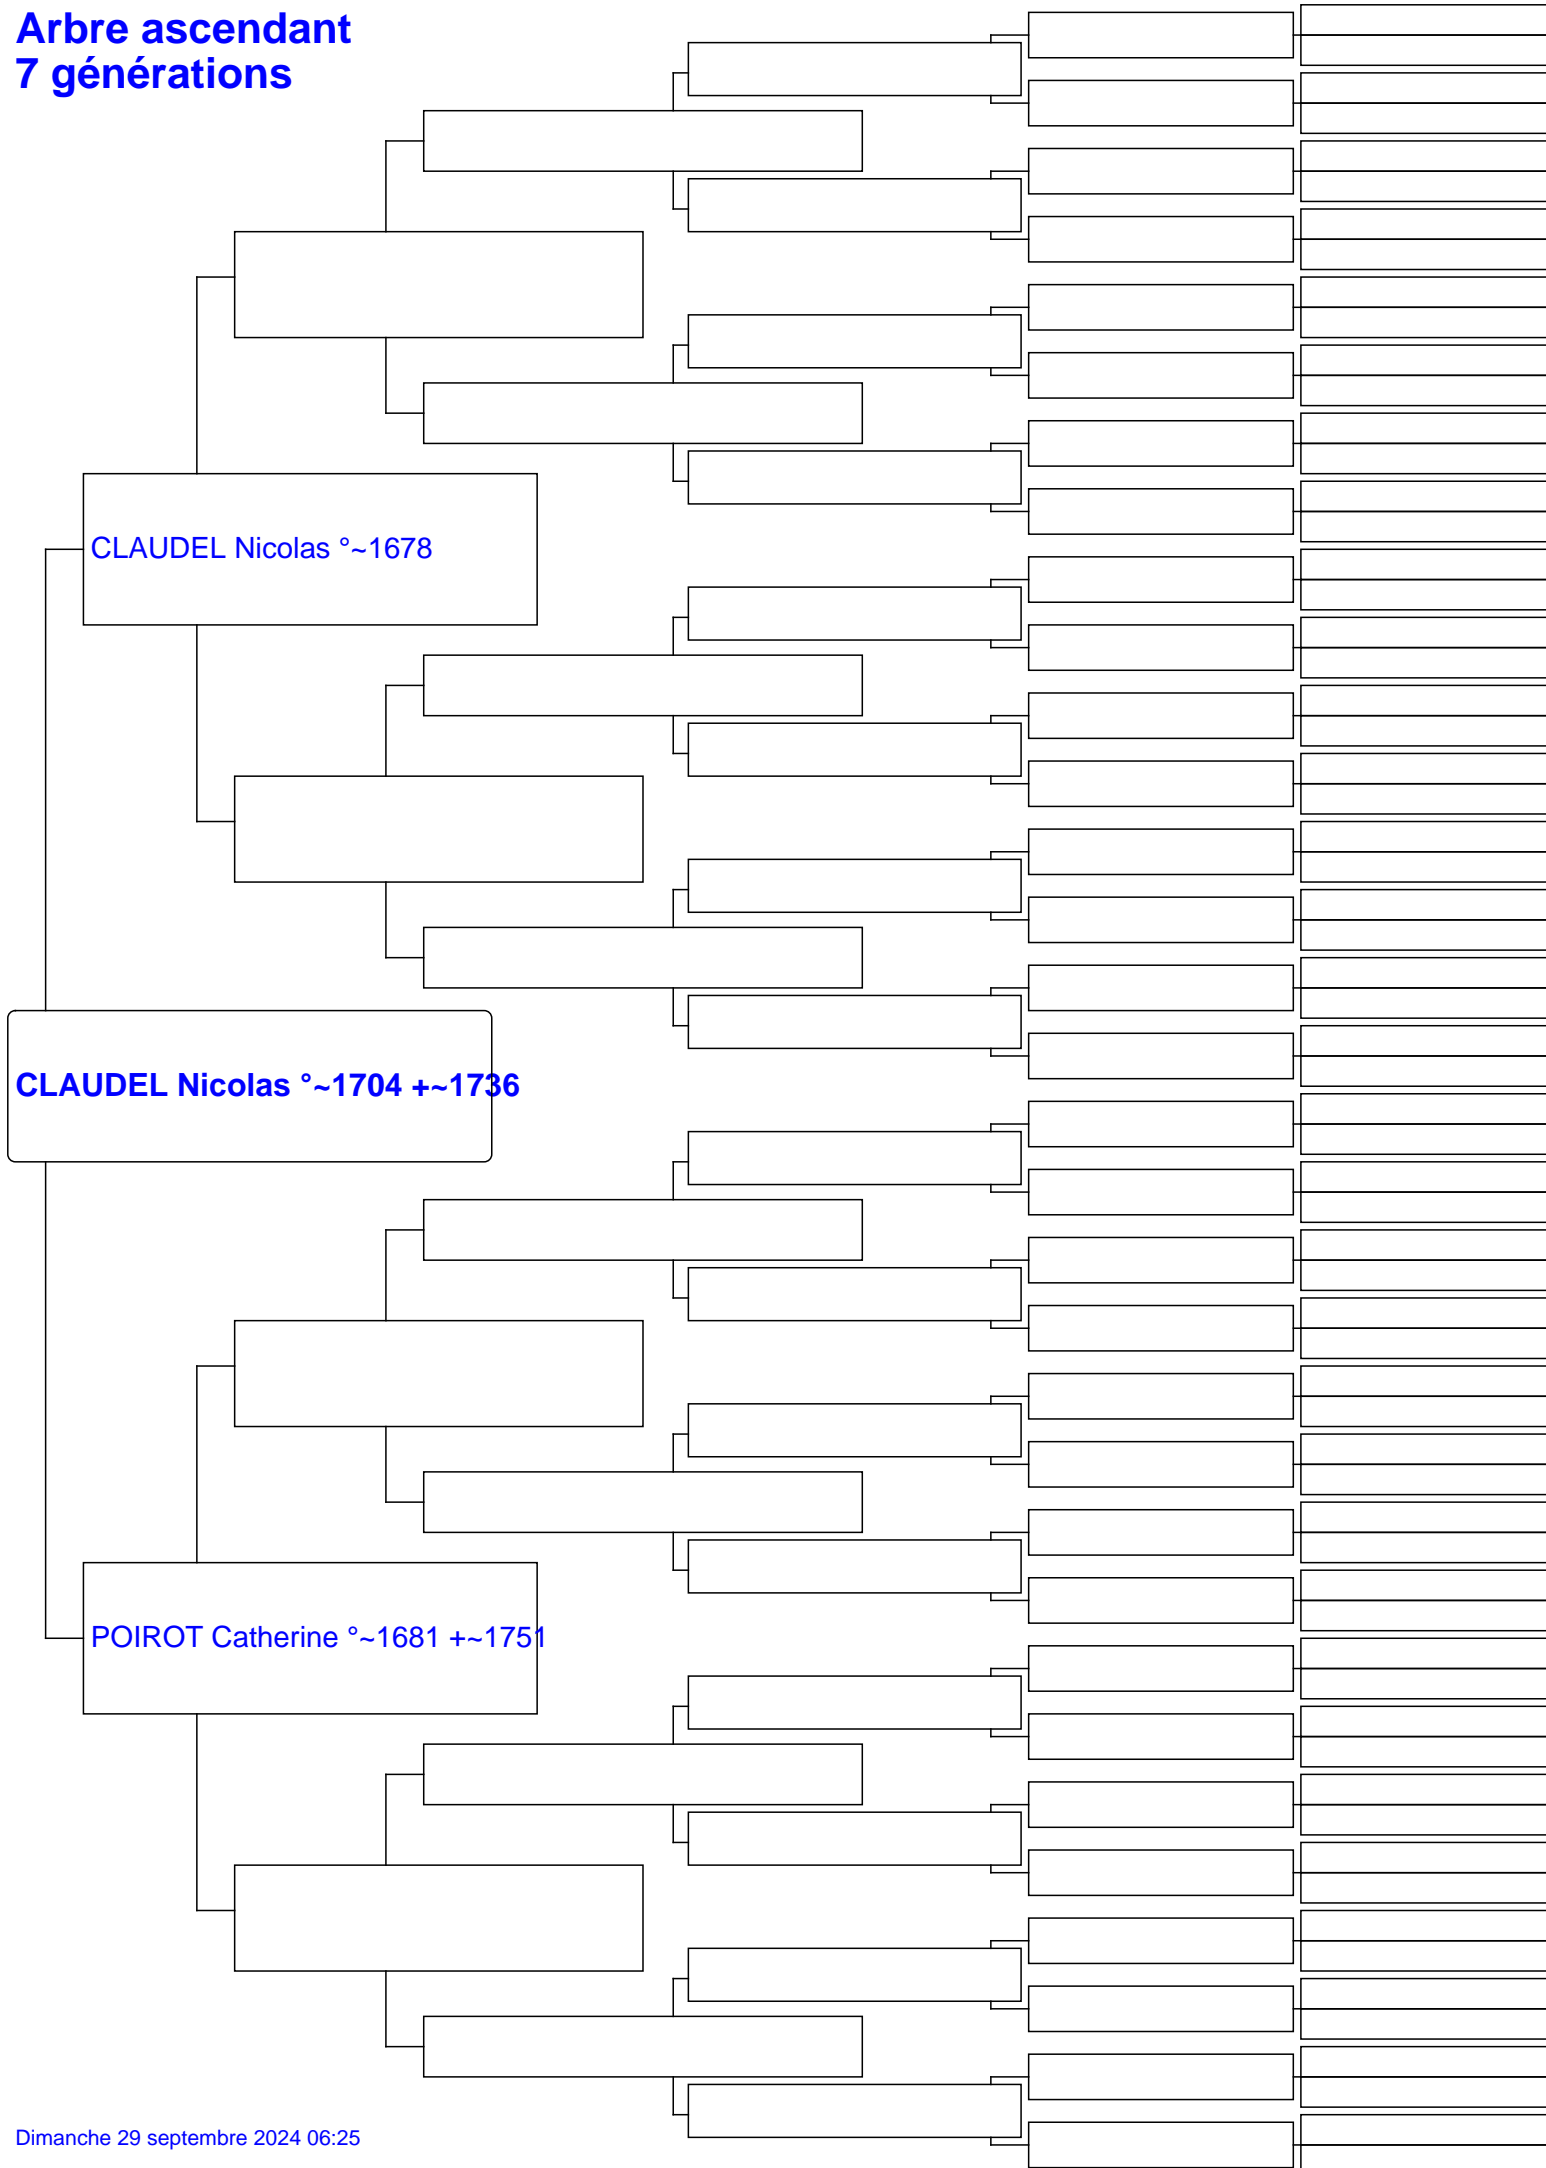 Arbre ascendant
7 générations
CLAUDEL Nicolas °~1678
CLAUDEL Nicolas °~1704 +~1736
POIROT Catherine °~1681 +~1751
Dimanche 29 septembre 2024 06:25